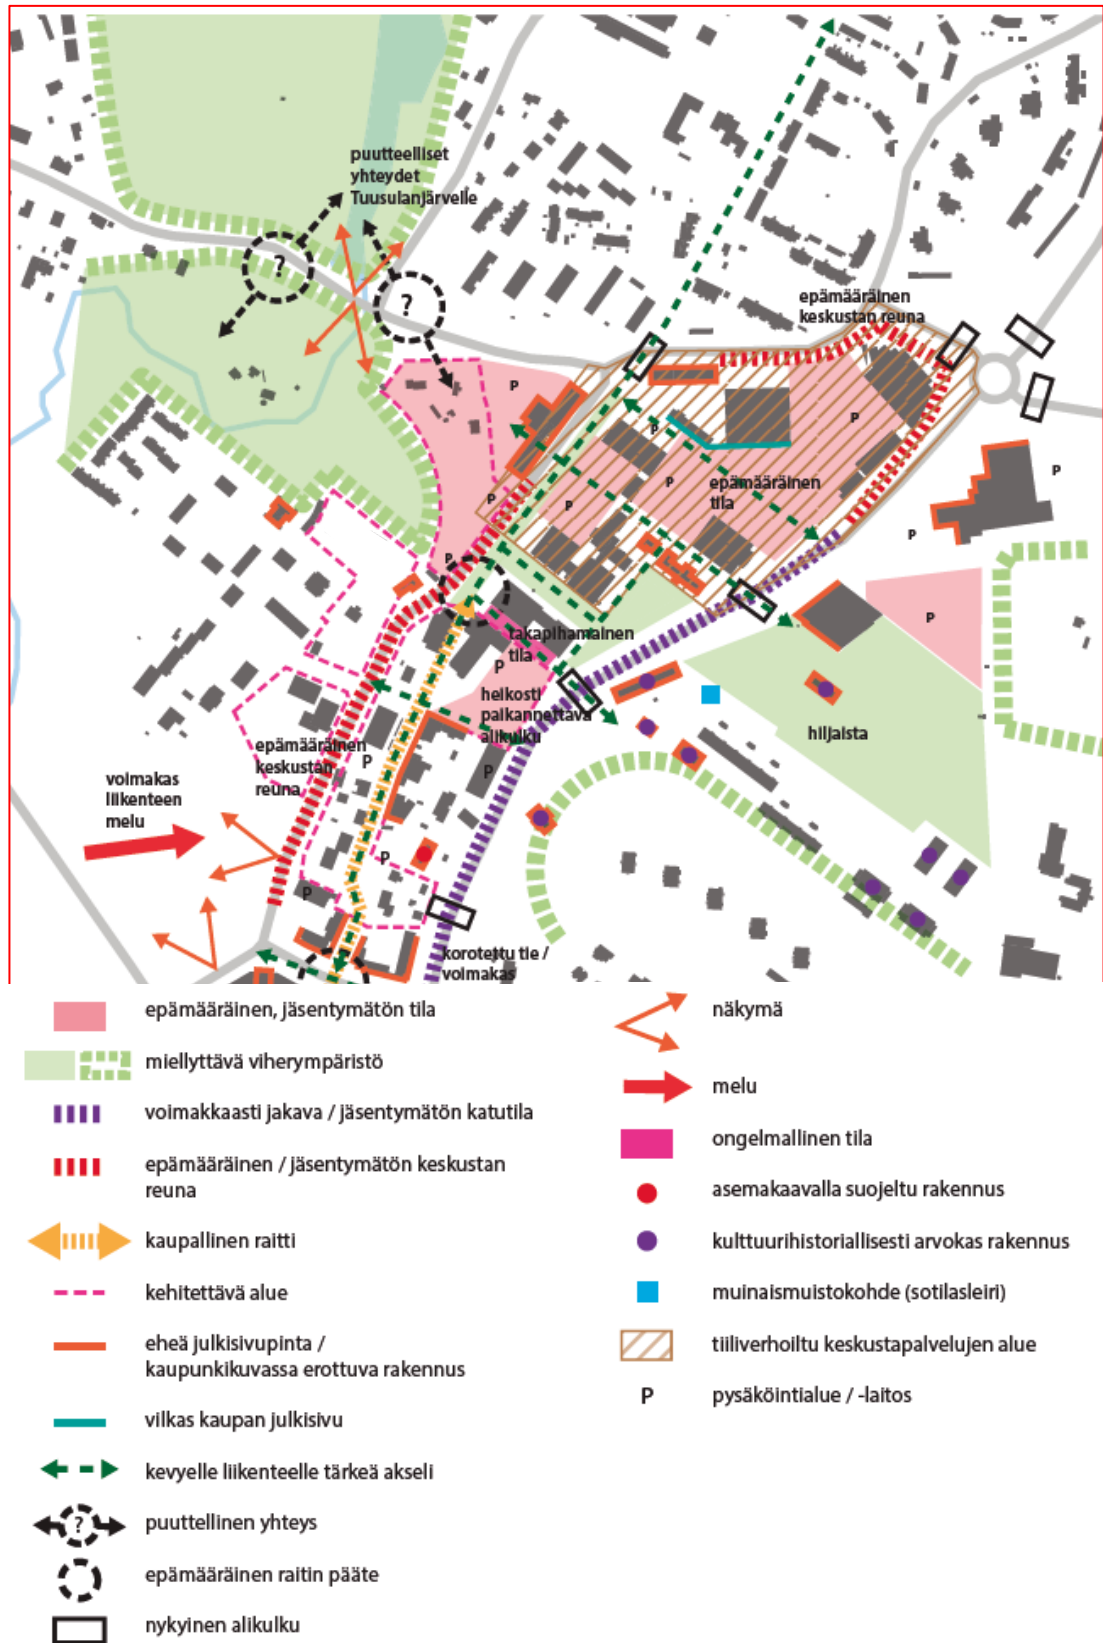 puutteelliset
yhteydet
Tuusulanjärvelle
?
?
epämääräinen
keskustan reuna
P
P
P
P
epämääräinen
tila
P
P
P
P
P
P
takapihamainen
tila
P
heikosti
paikannettava
alikulku
P
hiljaista
epämääräinen
keskustan
reuna
P
P
voimakas
liikenteen
melu
P
P
korotettu tie /
voimakas
epämääräinen, jäsentymätön tila
miellyttävä viherympäristö
voimakkaasti jakava / jäsentymätön katutila
epämääräinen / jäsentymätön keskustan
reuna
kaupallinen raitti
kehitettävä alue
eheä julkisivupinta /
kaupunkikuvassa erottuva rakennus
vilkas kaupan julkisivu
kevyelle liikenteelle tärkeä akseli
?
puuttellinen yhteys
epämääräinen raitin pääte
nykyinen alikulku
näkymä
melu
ongelmallinen tila
asemakaavalla suojeltu rakennus
kulttuurihistoriallisesti arvokas rakennus
muinaismuistokohde (sotilasleiri)
tiiliverhoiltu keskustapalvelujen alue
P
pysäköintialue / -laitos